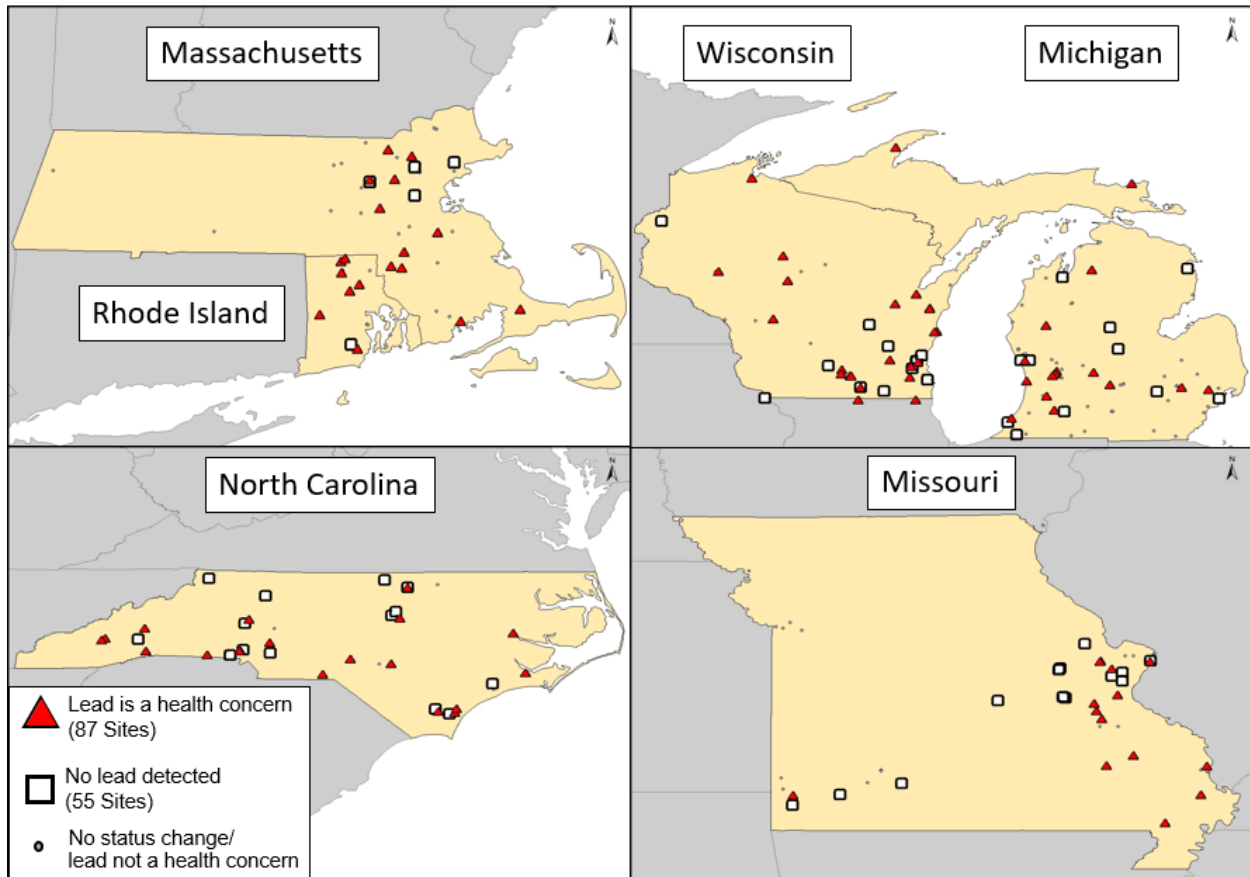 Massachusetts
N
Rhode Island
Wisconsin
Michigan
N
North Carolina
N
Lead is a health concern
(87 Sites)
No lead detected
(55 Sites)
No status change/
lead not a health concern
Missouri
N